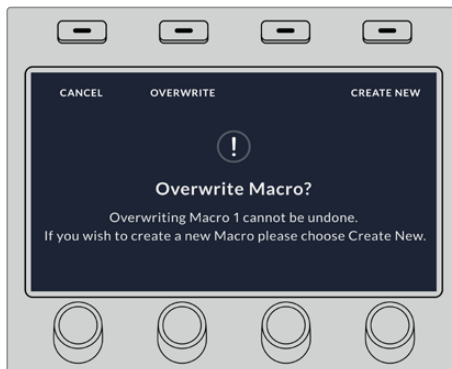 CANCEL OVERWRITE CREATE NEW
!
Overwrite Macro?
Overwriting Macro 1 cannot be undone.
If you wish to create a new Macro please choose Create New.